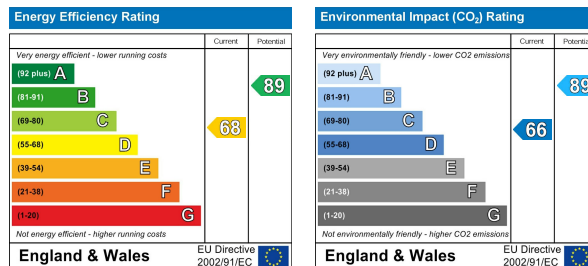 Energy Efficiency Rating
Current Potential
Very energy efficient - lower running costs
(92 plus) A
(81-91) B
(69-80) C
(55-68) D
(39-54) E
(21-38) F
(1-20) G
68
89
Not energy efficient - higher running costs
England & Wales
EU Directive
2002/91/EC
Environmental Impact (CO₂) Rating
Current Potential
Very environmentally friendly - lower CO2 emissions
(92 plus) A
(81-91) B
(69-80) C
(55-68) D
(39-54) E
(21-38) F
(1-20) G
66
89
Not environmentally friendly - higher CO2 emissions
England & Wales
EU Directive
2002/91/EC